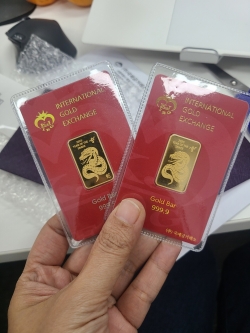 INTERNATIONAL
GOLD
EXCHANGE
Gold Bar
999.9
INTERNATIONAL
GOLD
EXCHANGE
Gold Bar
999.9